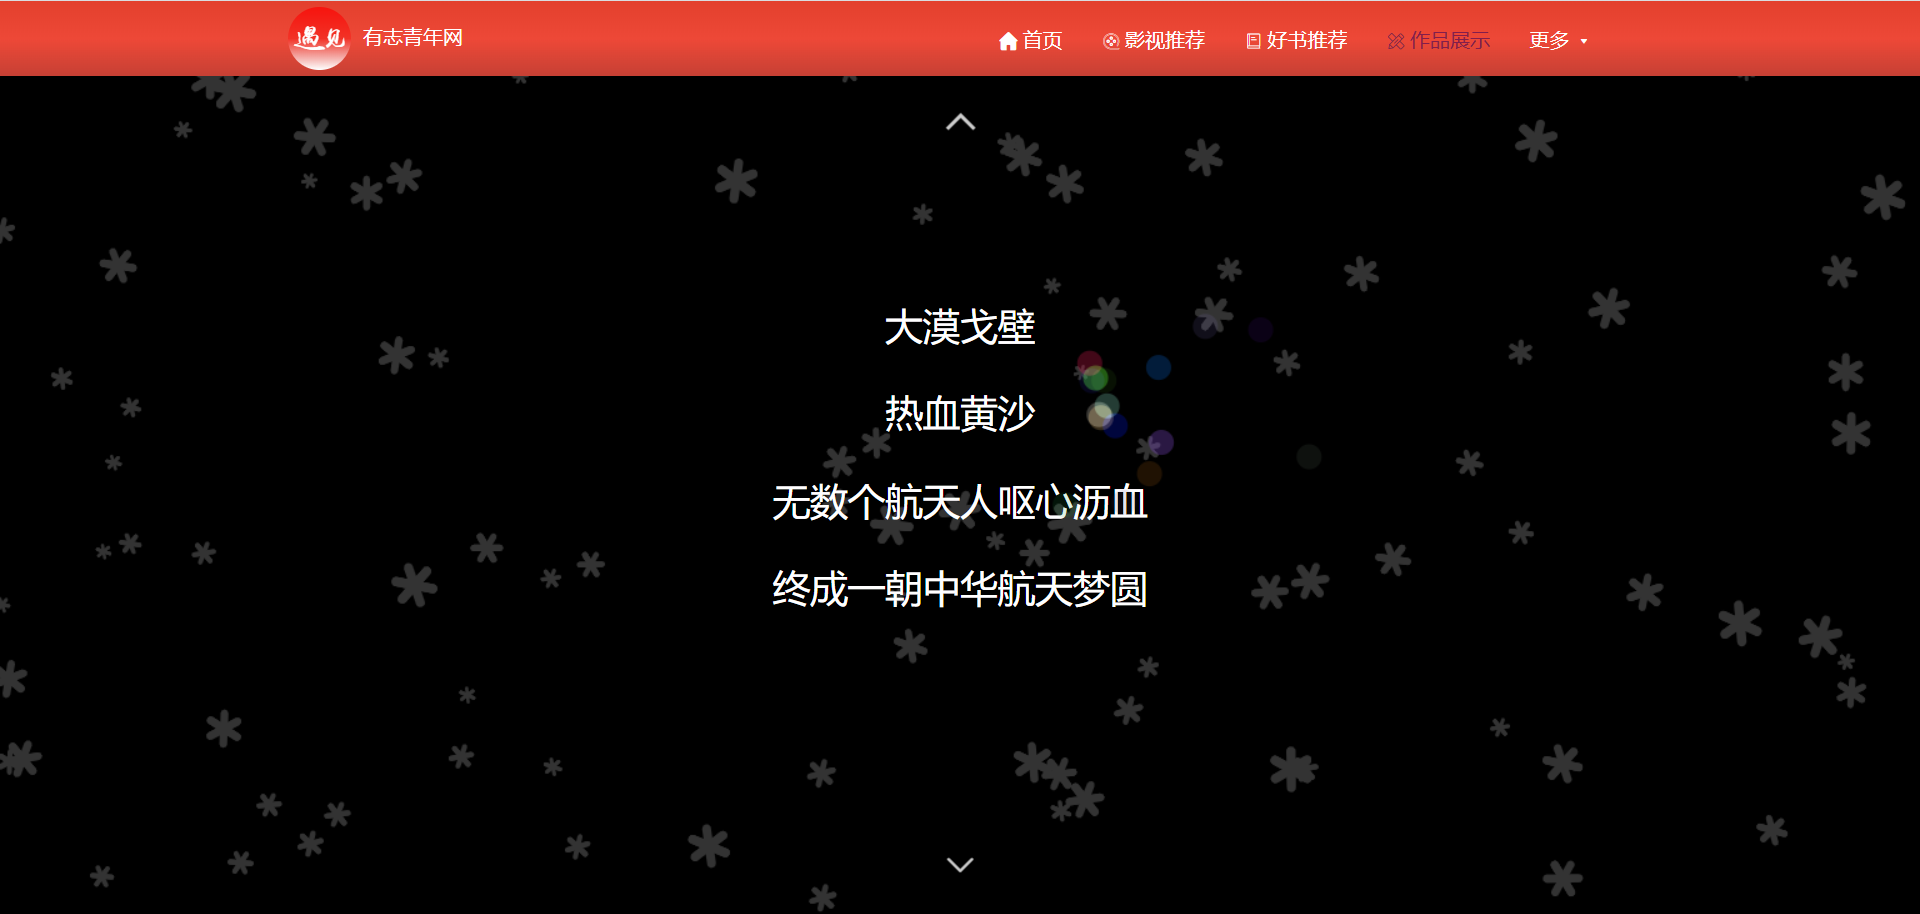 遇见
有志青年网
首页
影视推荐
好书推荐
作品展示
更多
大漠戈壁
热血黄沙
无数个航天人呕心沥血
终成一朝中华航天梦圆